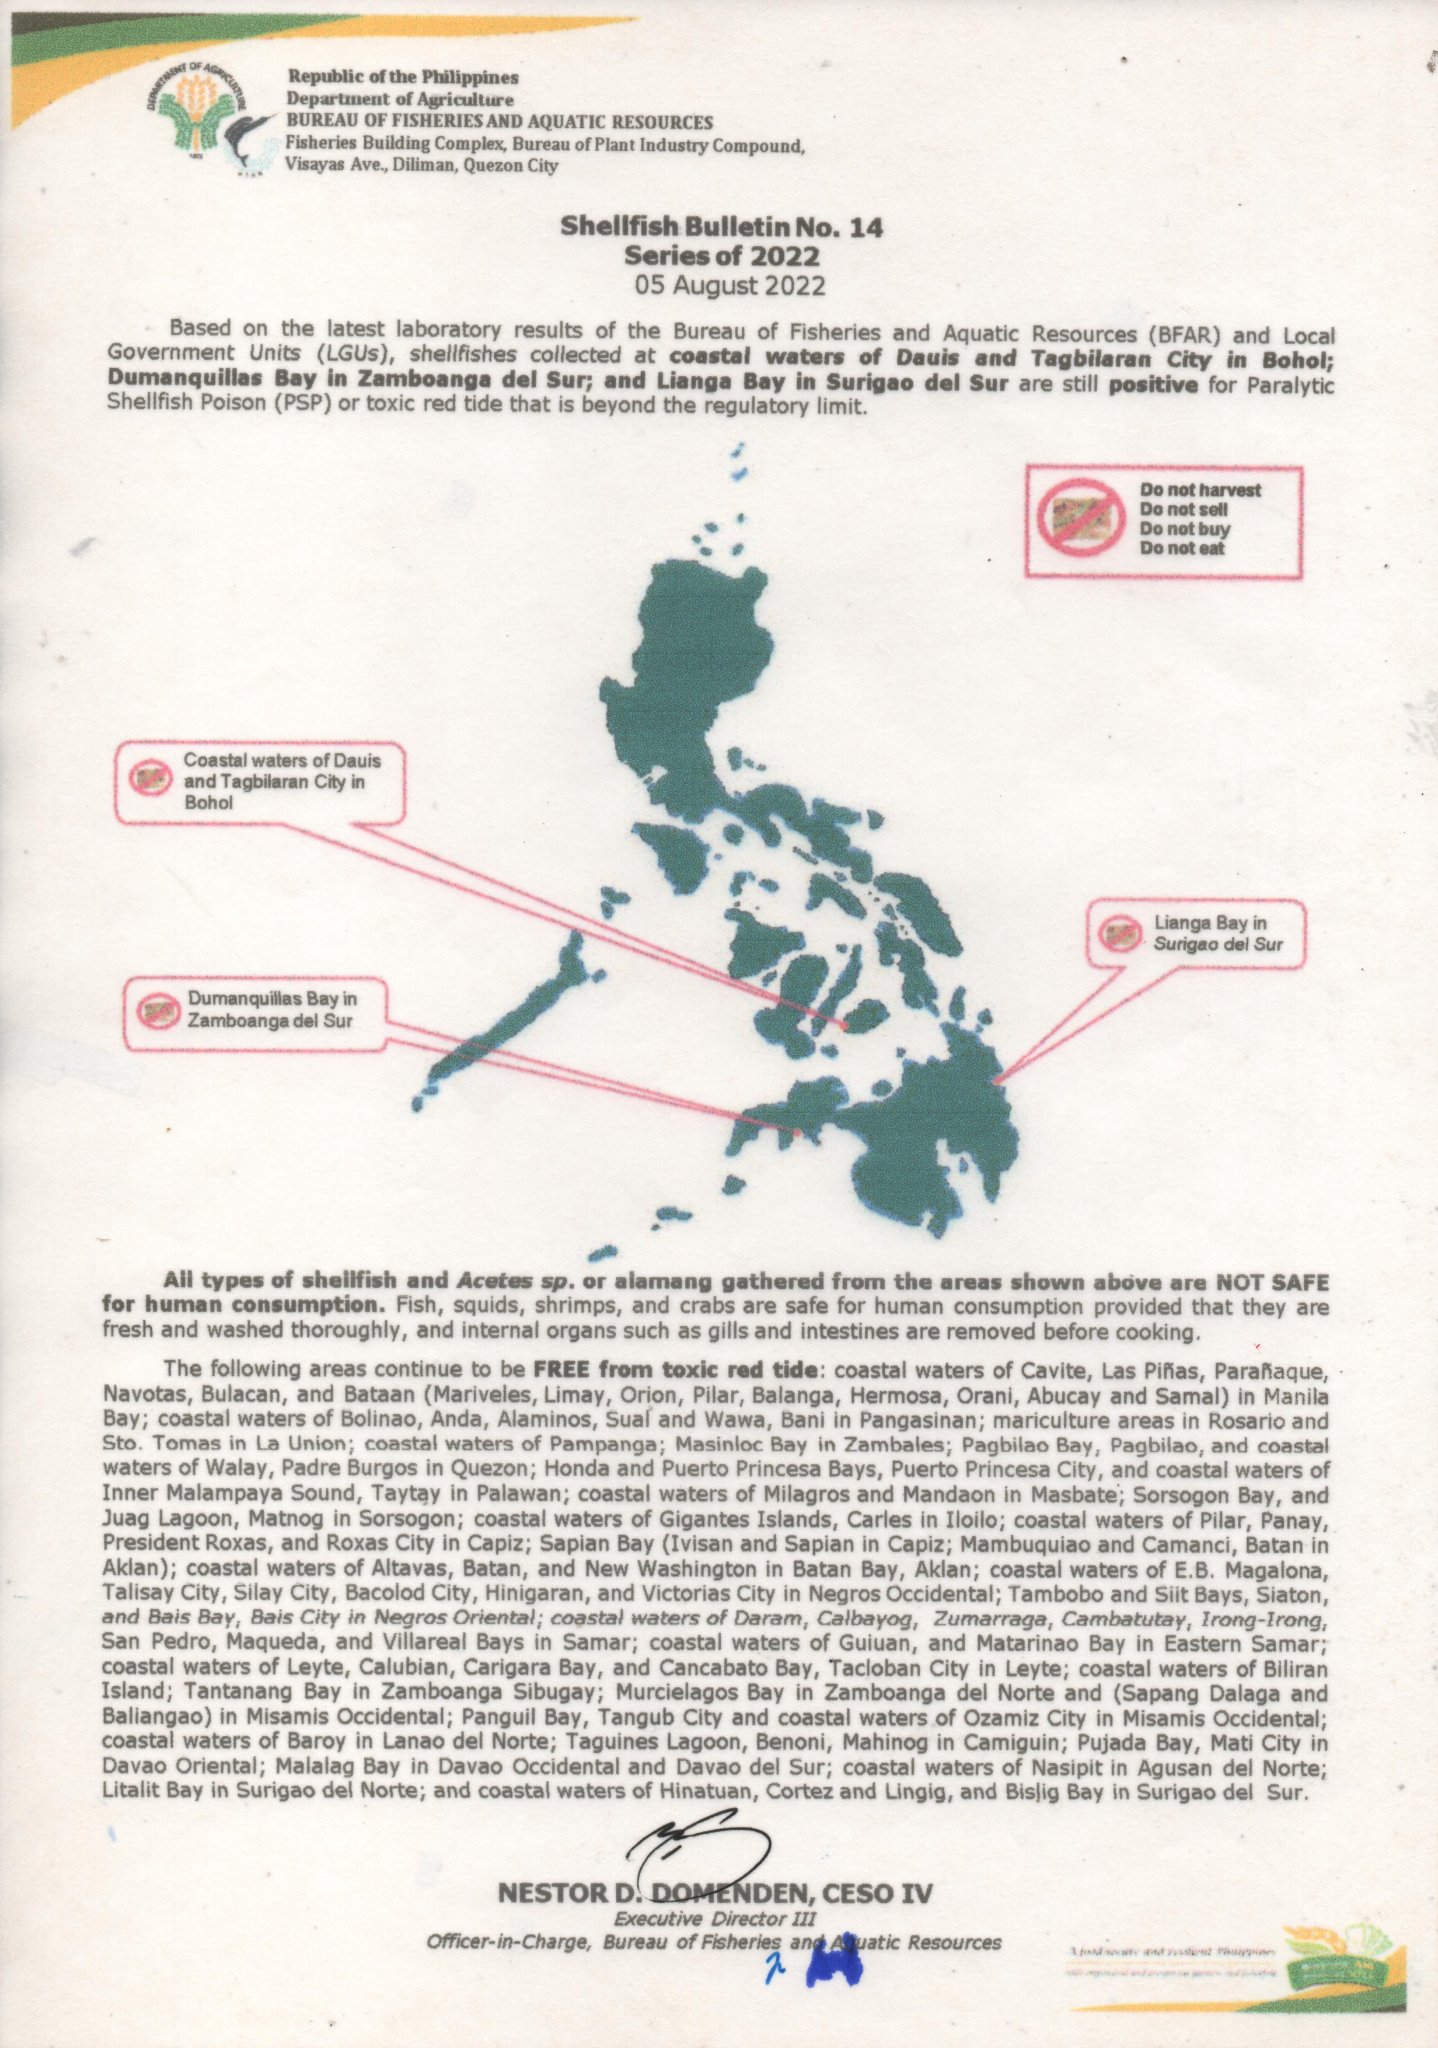 DEPARTMENT OF AGRICULTURE
Republic of the Philippines
Department of Agriculture
BUREAU OF FISHERIES AND AQUATIC RESOURCES
Fisheries Building Complex, Bureau of Plant Industry Compound,
Visayas Ave., Diliman, Quezon City
Shellfish Bulletin No. 14
Series of 2022
05 August 2022
Based on the latest laboratory results of the Bureau of Fisheries and Aquatic Resources (BFAR) and Local
Government Units (LGUs), shellfishes collected at coastal waters of Dauis and Tagbilaran City in Bohol;
Dumanquillas Bay in Zamboanga del Sur; and Lianga Bay in Surigao del Sur are still positive for Paralytic
Shellfish Poison (PSP) or toxic red tide that is beyond the regulatory limit.
Do not harvest
Do not sell
Do not buy
Do not eat
Coastal waters of Dauis
and Tagbilaran City in
Bohol
Lianga Bay in
Surigao del Sur
Dumanquillas Bay in
Zamboanga del Sur
All types of shellfish and Acetes sp. or alamang gathered from the areas shown above are NOT SAFE
for human consumption. Fish, squids, shrimps, and crabs are safe for human consumption provided that they are
fresh and washed thoroughly, and internal organs such as gills and intestines are removed before cooking.
The following areas continue to be FREE from toxic red tide: coastal waters of Cavite, Las Piñas, Parañaque,
Navotas, Bulacan, and Bataan (Mariveles, Limay, Orion, Pilar, Balanga, Hermosa, Orani, Abucay and Samal) in Manila
Bay; coastal waters of Bolinao, Anda, Alaminos, Sual and Wawa, Bani in Pangasinan; mariculture areas in Rosario and
Sto. Tomas in La Union; coastal waters of Pampanga; Masinloc Bay in Zambales; Pagbilao Bay, Pagbilao, and coastal
waters of Walay, Padre Burgos in Quezon; Honda and Puerto Princesa Bays, Puerto Princesa City, and coastal waters of
Inner Malampaya Sound, Taytay in Palawan; coastal waters of Milagros and Mandaon in Masbate; Sorsogon Bay, and
Juag Lagoon, Matnog in Sorsogon; coastal waters of Gigantes Islands, Carles in Iloilo; coastal waters of Pilar, Panay,
President Roxas, and Roxas City in Capiz; Sapian Bay (Ivisan and Sapian in Capiz; Mambuquiao and Camanci, Batan in
Aklan); coastal waters of Altavas, Batan, and New Washington in Batan Bay, Aklan; coastal waters of E.B. Magalona,
Talisay City, Silay City, Bacolod City, Hinigaran, and Victorias City in Negros Occidental; Tambobo and Siit Bays, Siaton,
and Bais Bay, Bais City in Negros Oriental; coastal waters of Daram, Calbayog, Zumarraga, Cambatutay, Irong-Irong,
San Pedro, Maqueda, and Villareal Bays in Samar; coastal waters of Guiuan, and Matarinao Bay in Eastern Samar;
coastal waters of Leyte, Calubian, Carigara Bay, and Cancabato Bay, Tacloban City in Leyte; coastal waters of Biliran
Island; Tantanang Bay in Zamboanga Sibugay; Murcielagos Bay in Zamboanga del Norte and (Sapang Dalaga and
Baliangao) in Misamis Occidental; Panguil Bay, Tangub City and coastal waters of Ozamiz City in Misamis Occidental;
coastal waters of Baroy in Lanao del Norte; Taguines Lagoon, Benoni, Mahinog in Camiguin; Pujada Bay, Mati City in
Davao Oriental; Malalag Bay in Davao Occidental and Davao del Sur; coastal waters of Nasipit in Agusan del Norte;
Litalit Bay in Surigao del Norte; and coastal waters of Hinatuan, Cortez and Lingig, and Bislig Bay in Surigao del Sur.
NESTOR D. DOMENDEN, CESO IV
Executive Director III
Officer-in-Charge, Bureau of Fisheries and Aquatic Resources
A food secure and resilient Philippines